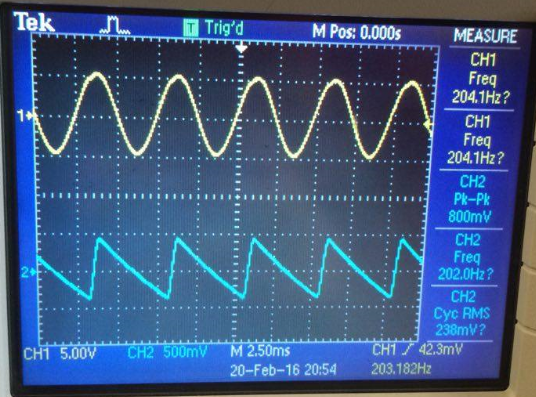 Tek T Trig'd M Pos: 0.000s MEASURE
CH1
Freq
204.1Hz?
1
CH1
Freq
204.1Hz?
CH2
Pk-Pk
800mV
CH2
Freq
202.0Hz?
2
CH2
Cyc RMS
238mV?
CH1 5.00V CH2 500mV M 2.50ms CH1 / 42.3mV
20-Feb-16 20:54 203.182Hz